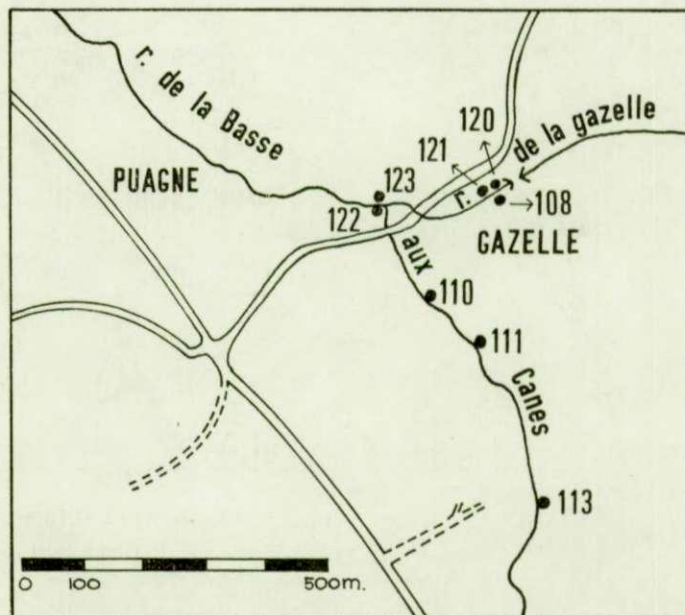 r. de la Basse
120
de la gazelle
121
PUAGNE
123
r.
122
108
aux
GAZELLE
110
111
Canes
113
0 100 500m.